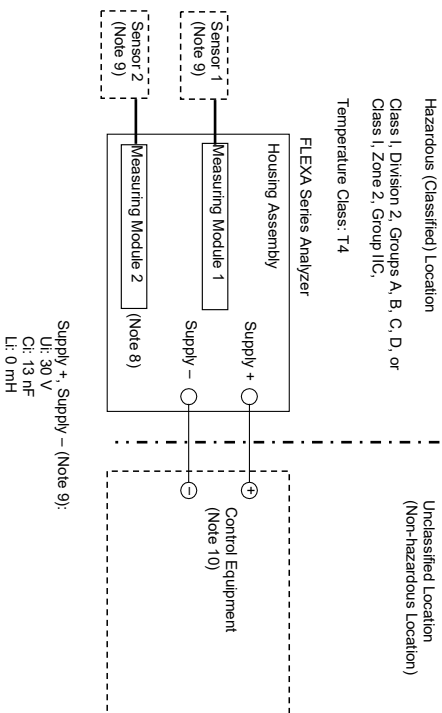 Hazardous (Classified) Location
Class I, Division 2, Groups A, B, C, D, or
Class I, Zone 2, Group IIC,
Temperature Class: T4
Unclassified Location
(Non-hazardous Location)
FLEXA Series Analyzer
Housing Assembly
Sensor 1
(Note 9)
Measuring Module 1
Supply +
+
Control Equipment
(Note 10)
Sensor 2
(Note 9)
Measuring Module 2
(Note 8)
Supply –
–
Supply +, Supply – (Note 9):
Ui: 30 V
Ci: 13 nF
Li: 0 mH